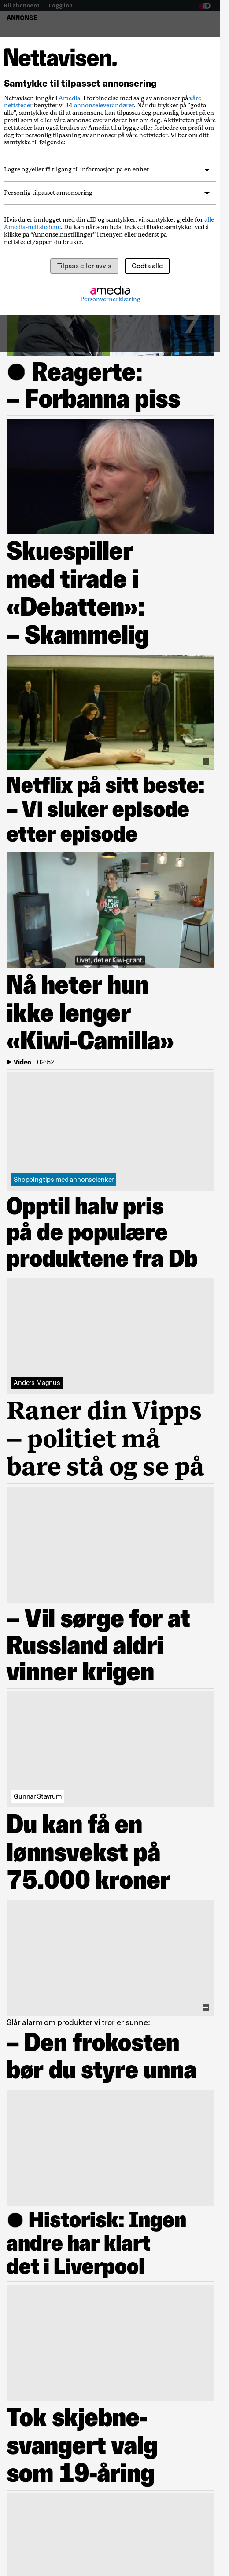 Bli abonnent | Logg inn
aID
ANNONSE
Nettavisen.
Samtykke til tilpasset annonsering
Nettavisen inngår i Amedia. I forbindelse med salg av annonser på våre
nettsteder benytter vi 34 annonseleverandører. Når du trykker på "godta
alle", samtykker du til at annonsene kan tilpasses deg personlig basert på en
profil som vi eller våre annonseleverandører har om deg. Aktiviteten din på
nettsteder kan også brukes av Amedia til å bygge eller forbedre en profil om
deg for personlig tilpasning av annonser på våre nettsteder. Vi ber om ditt
samtykke til følgende:
Lagre og/eller få tilgang til informasjon på en enhet
Personlig tilpasset annonsering
Hvis du er innlogget med din aID og samtykker, vil samtykket gjelde for alle
Amedia-nettstedene. Du kan når som helst trekke tilbake samtykket ved å
klikke på “Annonseinnstillinger” i menyen eller nederst på
nettstedet/appen du bruker.
Tilpass eller avvis
Godta alle
amedia
Personvernerklæring
● Reagerte:
– Forbanna piss
Skuespiller
med tirade i
«Debatten»:
– Skammelig
Netflix på sitt beste:
– Vi sluker episode
etter episode
Livet, det er Kiwi-grønt.
Nå heter hun
ikke lenger
«Kiwi-Camilla»
Video | 02:52
Shoppingtips med annonselenker
Opptil halv pris
på de populære
produktene fra Db
Anders Magnus
Raner din Vipps
– politiet må
bare stå og se på
– Vil sørge for at
Russland aldri
vinner krigen
Gunnar Stavrum
Du kan få en
lønnsvekst på
75.000 kroner
Slår alarm om produkter vi tror er sunne:
– Den frokosten
bør du styre unna
● Historisk: Ingen
andre har klart
det i Liverpool
Tok skjebne-
svangert valg
som 19-åring